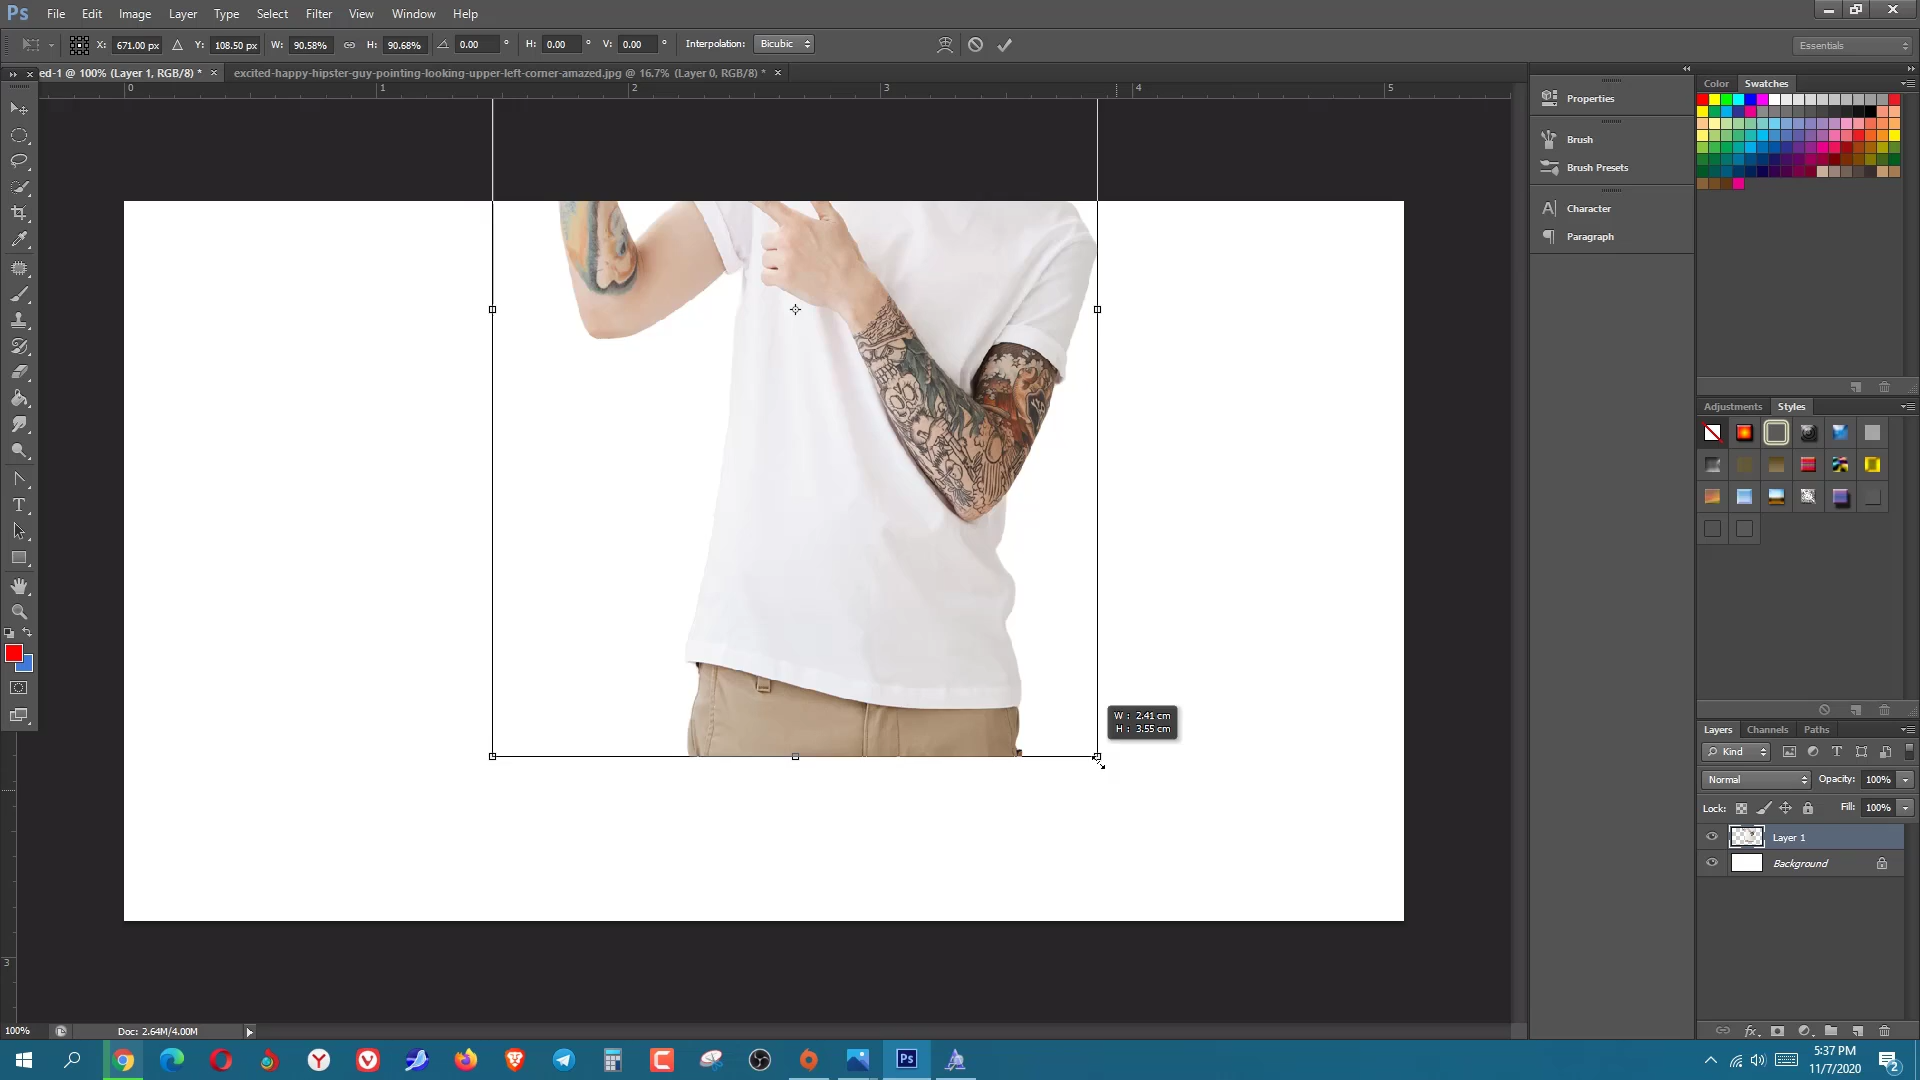 Ps File Edit Image Layer Type Select Filter View Window Help
X: 671.00 px Y: 108.50 px W: 90.58% H: 90.68% 0.00 ° H: 0.00 ° V: 0.00 ° Interpolation: Bicubic Essentials
ed-1 @ 100% (Layer 1, RGB/8) * × excited-happy-hipster-guy-pointing-looking-upper-left-corner-amazed.jpg @ 16.7% (Layer 0, RGB/8) * ×
0 1 2 3 4 5
Color Swatches
Properties
Brush
Brush Presets
Character
Paragraph
Adjustments Styles
W : 2.41 cm
H : 3.55 cm
Layers Channels Paths
Kind
Normal Opacity: 100%
Lock: Fill: 100%
Layer 1
Background
3
100% Doc: 2.64M/4.00M
fx
Ps
5:37 PM
11/7/2020
2